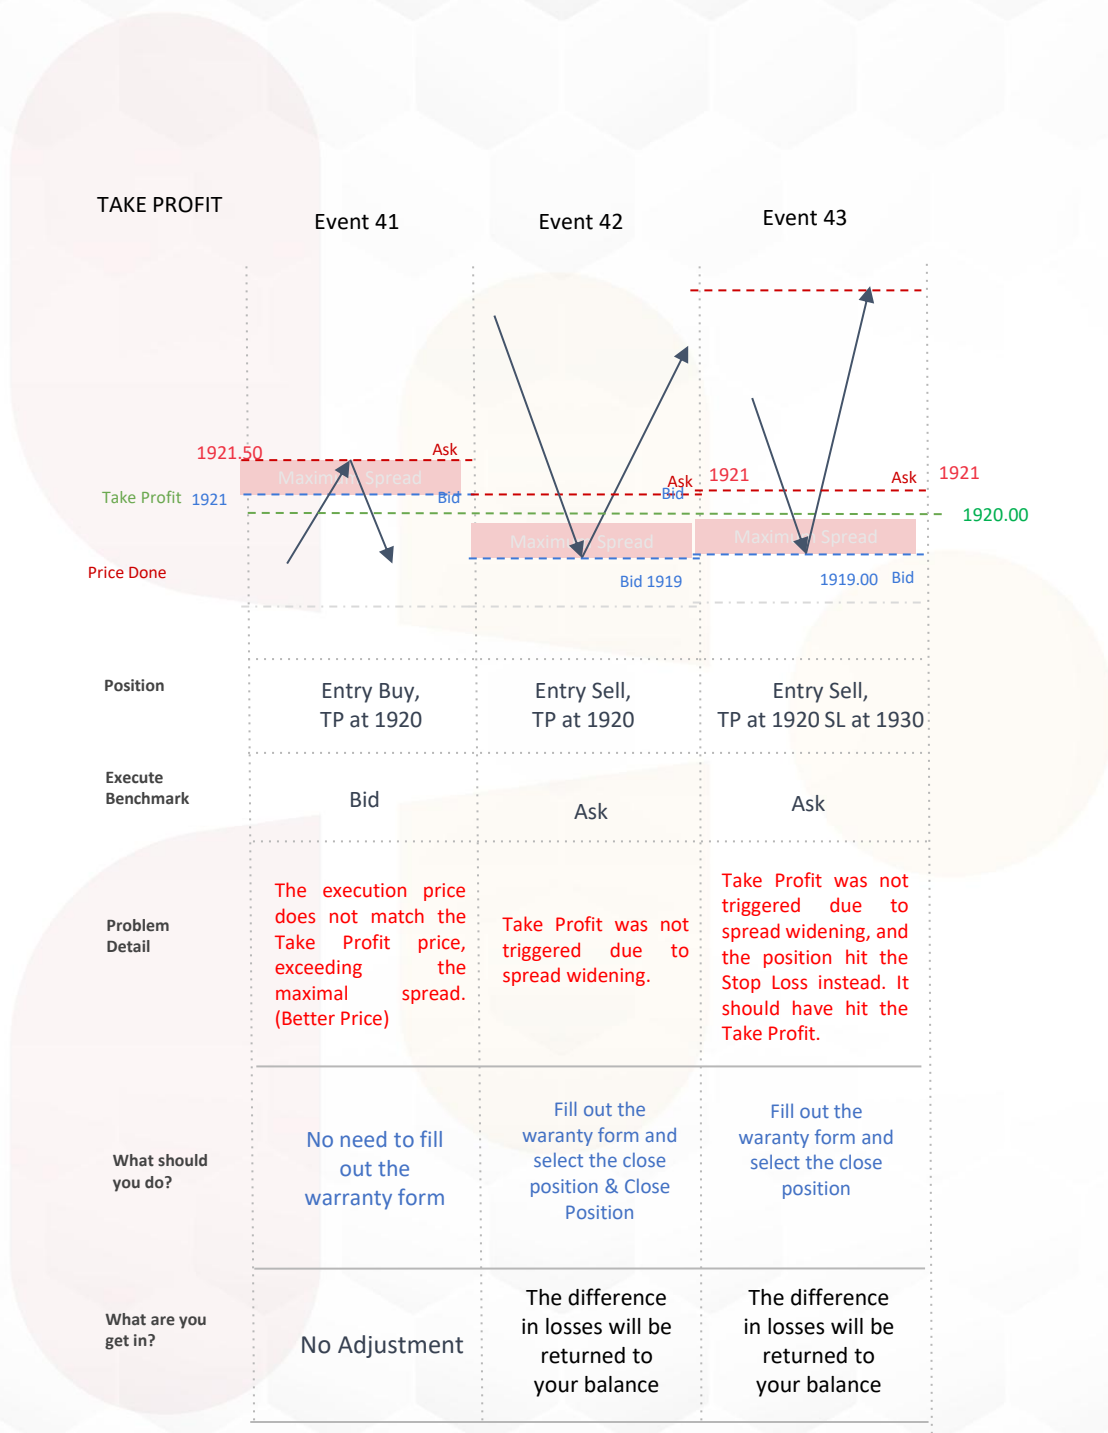 TAKE PROFIT
Event 41
Event 42
Event 43
1921.50
Ask
Maximum Spread
Take Profit
1921
Bid
Ask
Bid
1921
Ask
1921
1920.00
Maximum Spread
Maximum Spread
Price Done
Bid 1919
1919.00
Bid
Position
Entry Buy,
TP at 1920
Entry Sell,
TP at 1920
Entry Sell,
TP at 1920 SL at 1930
Execute
Benchmark
Bid
Ask
Ask
Problem
Detail
The execution price
does not match the
Take Profit price,
exceeding the
maximal spread.
(Better Price)
Take Profit was not
triggered due to
spread widening.
Take Profit was not
triggered due to
spread widening, and
the position hit the
Stop Loss instead. It
should have hit the
Take Profit.
What should
you do?
No need to fill
out the
warranty form
Fill out the
waranty form and
select the close
position & Close
Position
Fill out the
waranty form and
select the close
position
What are you
get in?
No Adjustment
The difference
in losses will be
returned to
your balance
The difference
in losses will be
returned to
your balance